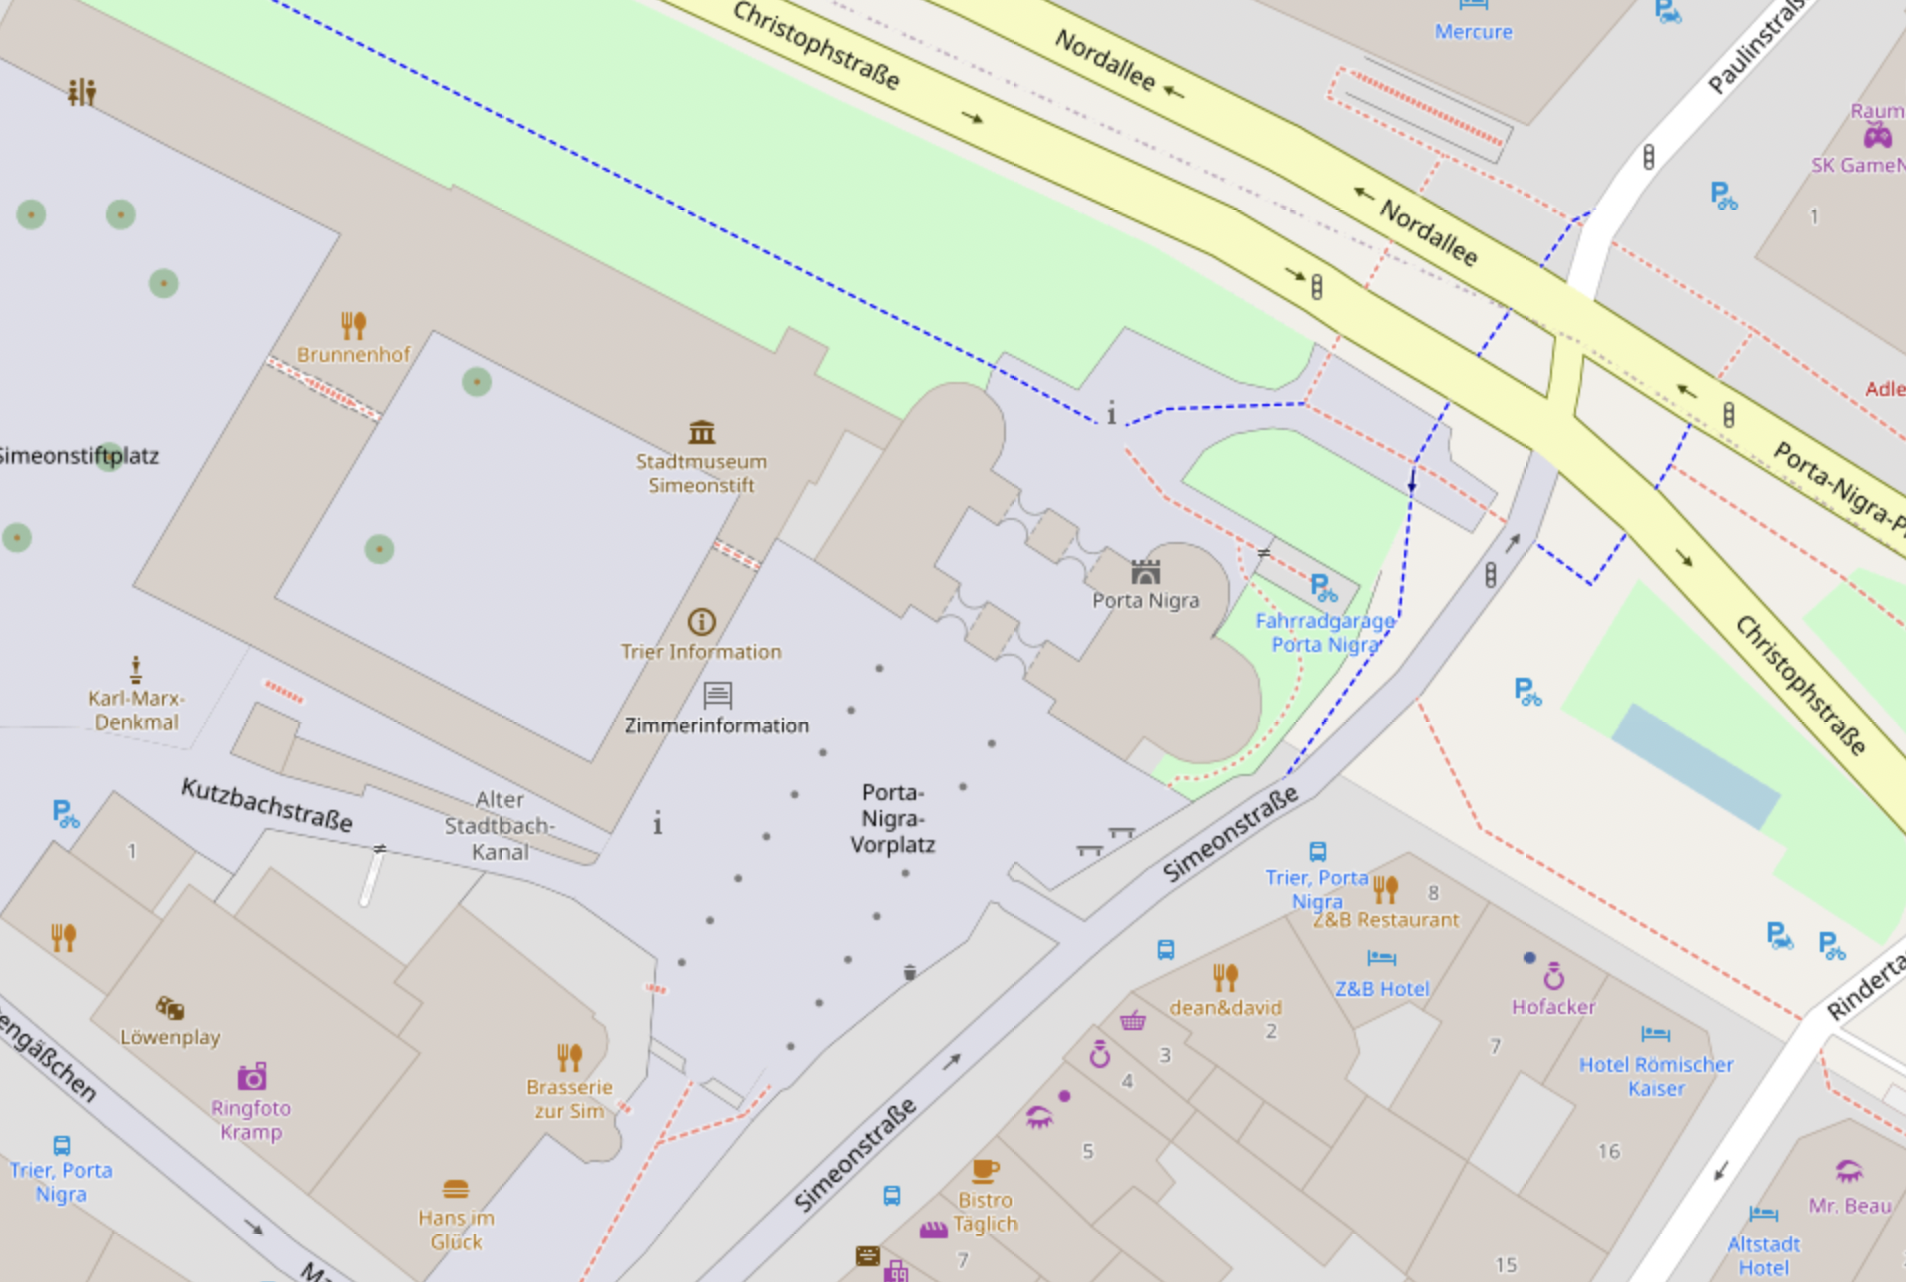 Christophstraße
Nordallee
Mercure
Paulinstraß
Raum
SK GameN
1
Nordallee
Brunnenhof
Simeonstiftplatz
Stadtmuseum
Simeonstift
i
Adle
Porta-Nigra-P
Porta Nigra
Fahrradgarage
Porta Nigra
Trier Information
Zimmerinformation
Karl-Marx-
Denkmal
Christophstraße
Kutzbachstraße
Alter
Stadtbach-
Kanal
i
Porta-
Nigra-
Vorplatz
Simeonstraße
1
Trier, Porta
Nigra
8
Z&B Restaurant
Z&B Hotel
dean&david
2
Hofacker
Rinderta
Löwenplay
3
4
7
Hotel Römischer
Kaiser
engäßchen
Ringfoto
Kramp
Brasserie
zur Sim
Simeonstraße
5
16
Trier, Porta
Nigra
Hans im
Glück
Bistro
Täglich
7
Mr. Beau
Altstadt
Hotel
15
Ma